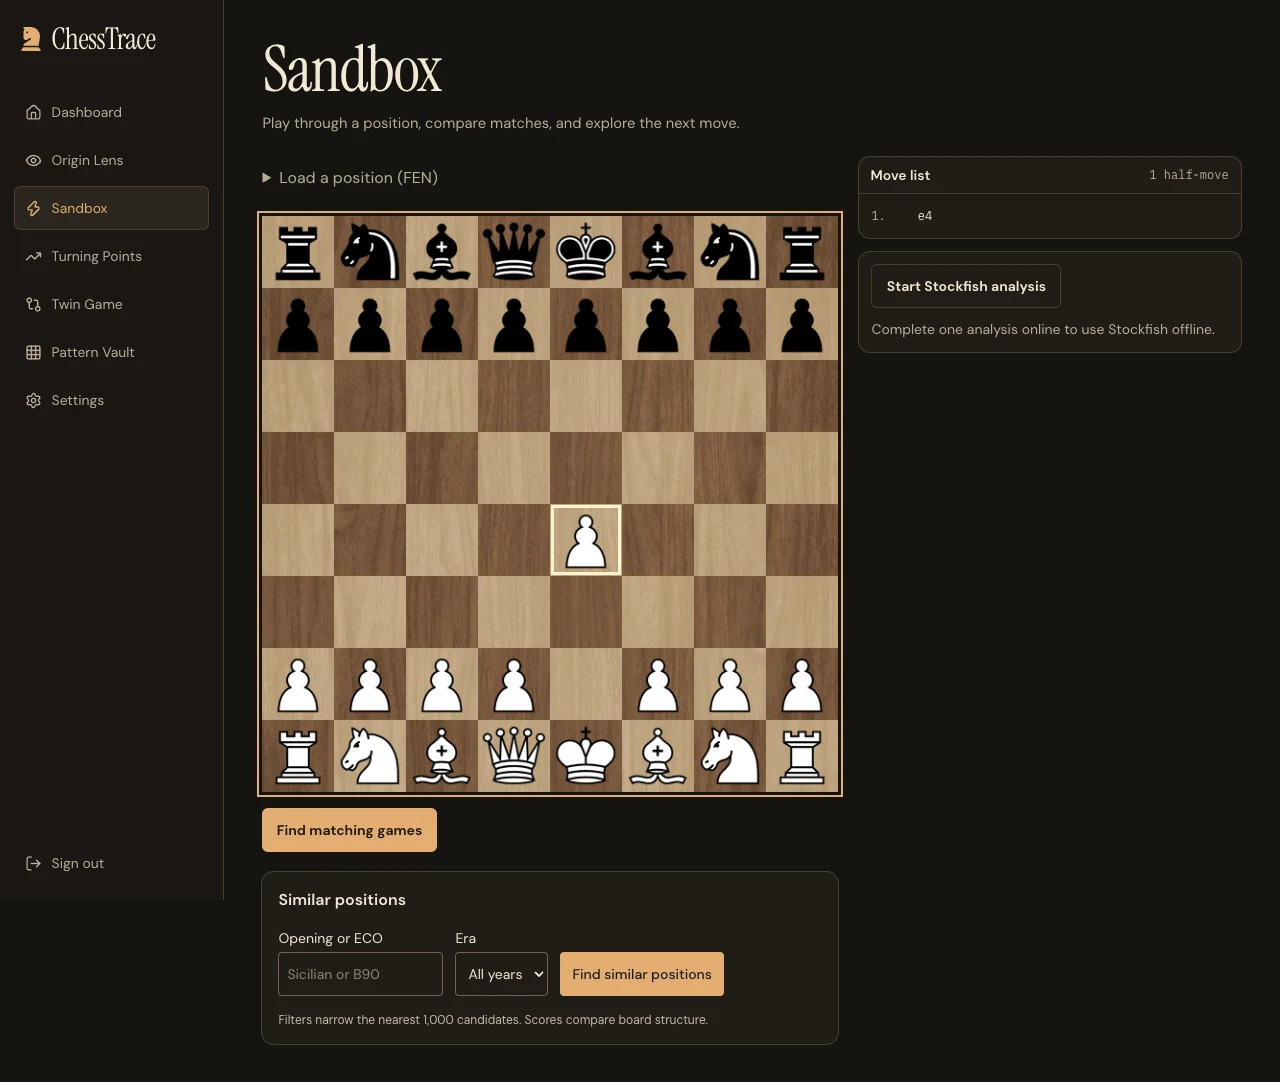 ChessTrace
Dashboard
Origin Lens
Sandbox
Turning Points
Twin Game
Pattern Vault
Settings
Sign out
Sandbox
Play through a position, compare matches, and explore the next move.
Load a position (FEN)
Find matching games
Similar positions
Opening or ECO
Era
Sicilian or B90
All years
Find similar positions
Filters narrow the nearest 1,000 candidates. Scores compare board structure.
Move list
1 half-move
1. e4
Start Stockfish analysis
Complete one analysis online to use Stockfish offline.